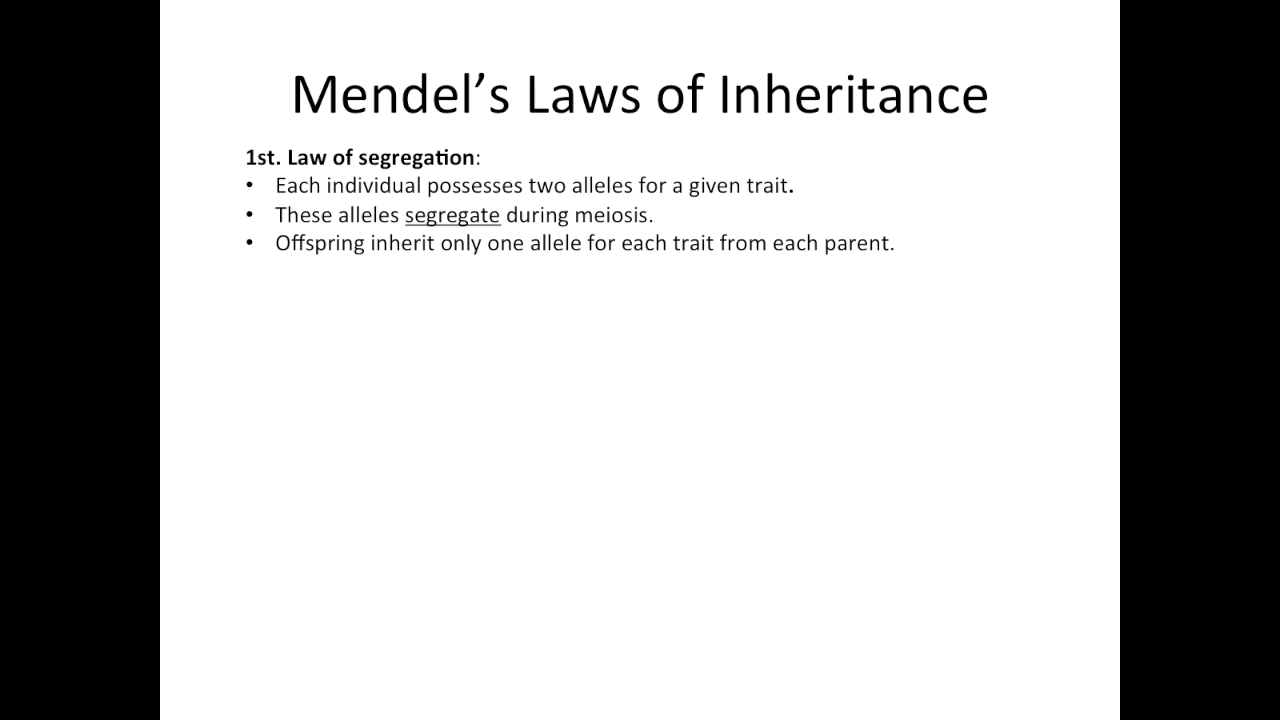 Mendel’s Laws of Inheritance
1st. Law of segregation:
• Each individual possesses two alleles for a given trait.
• These alleles segregate during meiosis.
• Offspring inherit only one allele for each trait from each parent.